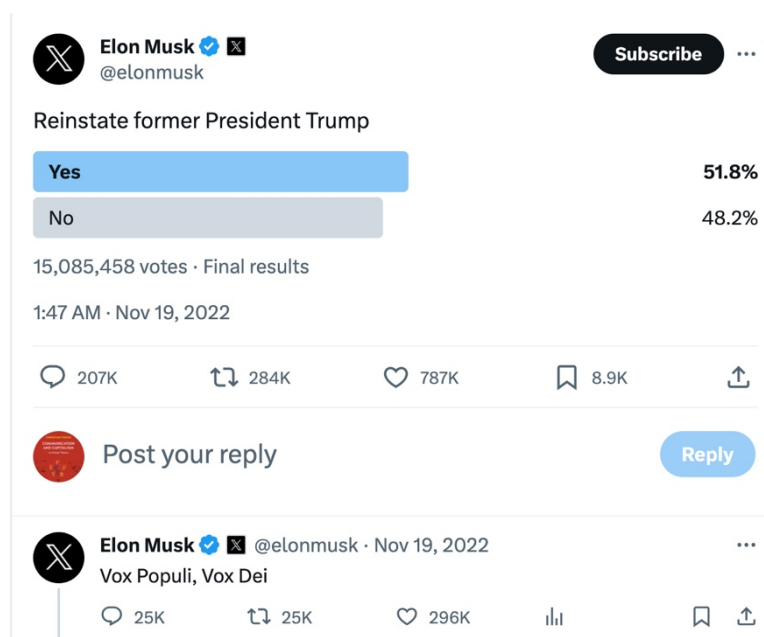 Elon Musk
@elonmusk
Subscribe
Reinstate former President Trump
Yes 51.8%
No 48.2%
15,085,458 votes · Final results
1:47 AM · Nov 19, 2022
207K 284K 787K 8.9K
Post your reply
Reply
Elon Musk @elonmusk · Nov 19, 2022
Vox Populi, Vox Dei
25K 25K 296K